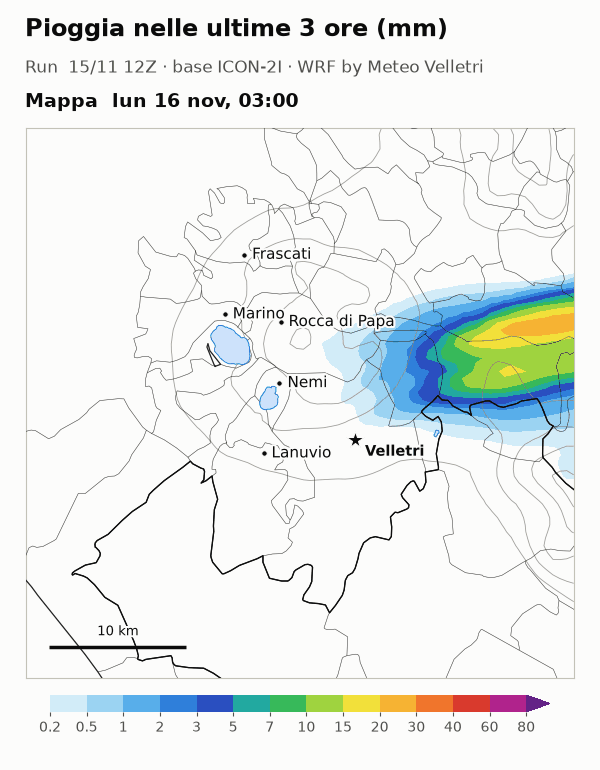 Pioggia nelle ultime 3 ore (mm)
Run  15/11 12Z · base ICON-2I · WRF by Meteo Velletri
Mappa  lun 16 nov, 03:00
Frascati
Marino
Rocca di Papa
Nemi
Velletri
Lanuvio
10 km
0.2 0.5 1 2 3 5 7 10 15 20 30 40 60 80